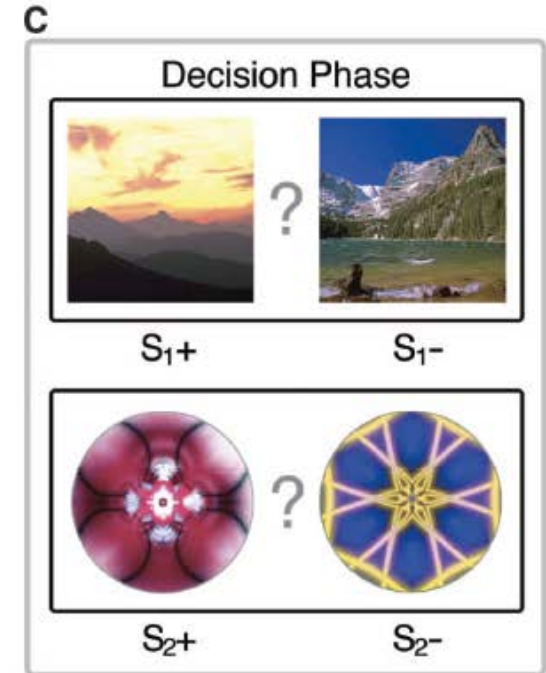 C
Decision Phase
?
S₁+ S₁-
?
S₂+ S₂-